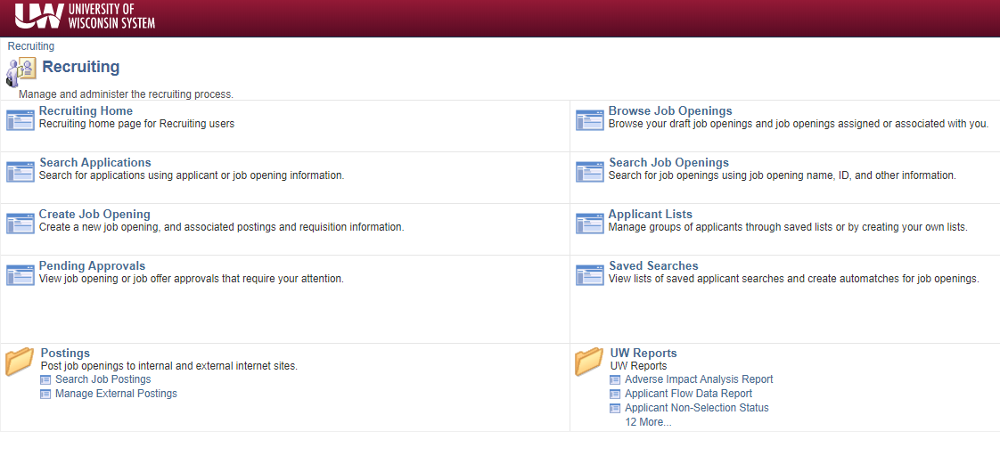 UW UNIVERSITY OF
WISCONSIN SYSTEM
Recruiting
Recruiting
Manage and administer the recruiting process.
Recruiting Home
Recruiting home page for Recruiting users
Browse Job Openings
Browse your draft job openings and job openings assigned or associated with you.
Search Applications
Search for applications using applicant or job opening information.
Search Job Openings
Search for job openings using job opening name, ID, and other information.
Create Job Opening
Create a new job opening, and associated postings and requisition information.
Applicant Lists
Manage groups of applicants through saved lists or by creating your own lists.
Pending Approvals
View job opening or job offer approvals that require your attention.
Saved Searches
View lists of saved applicant searches and create automatches for job openings.
Postings
Post job openings to internal and external internet sites.
Search Job Postings
Manage External Postings
UW Reports
UW Reports
Adverse Impact Analysis Report
Applicant Flow Data Report
Applicant Non-Selection Status
12 More...